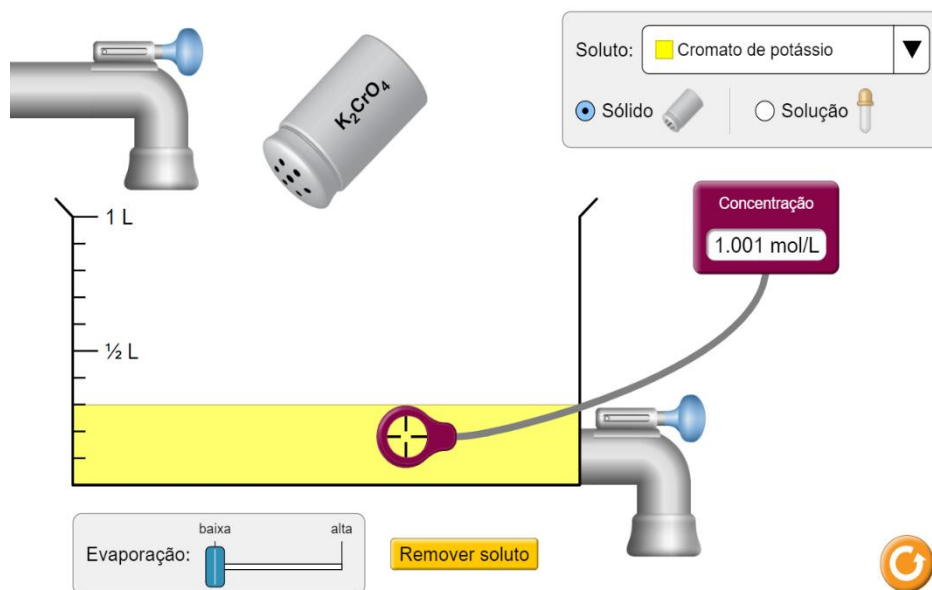 Soluto: Cromato de potássio
Sólido Solução
K₂CrO₄
Concentração
1.001 mol/L
1 L
½ L
baixa alta
Evaporação:
Remover soluto